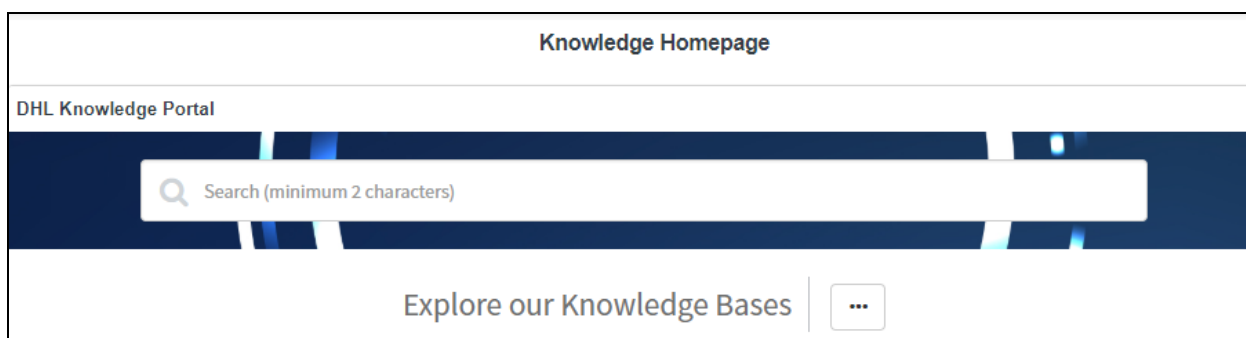 Knowledge Homepage
DHL Knowledge Portal
Search (minimum 2 characters)
Explore our Knowledge Bases